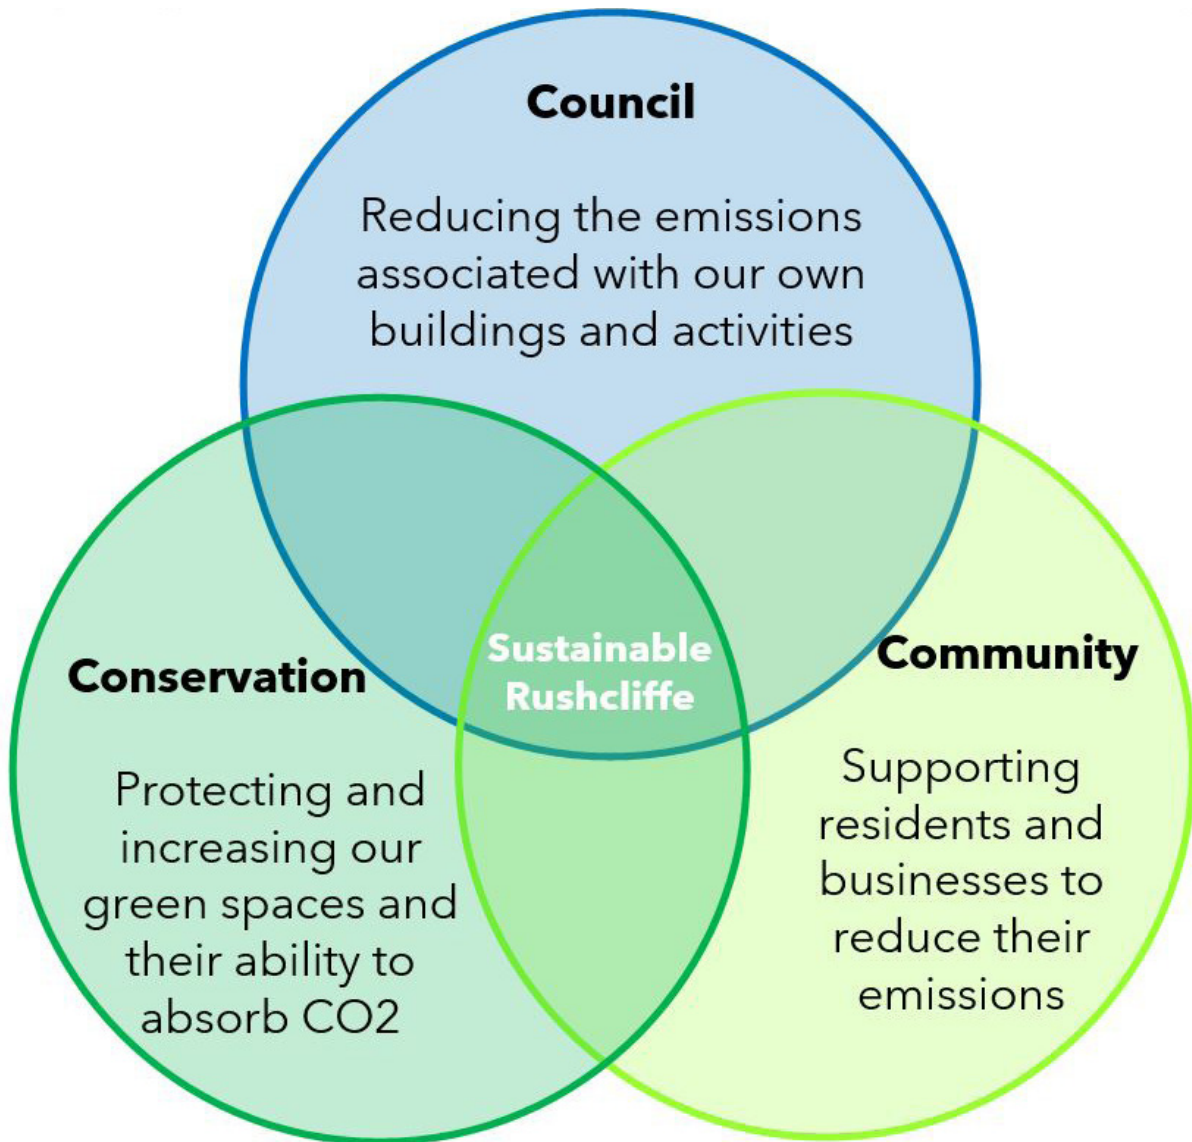 Council
Reducing the emissions
associated with our own
buildings and activities
Sustainable
Rushcliffe
Conservation
Protecting and
increasing our
green spaces and
their ability to
absorb CO2
Community
Supporting
residents and
businesses to
reduce their
emissions